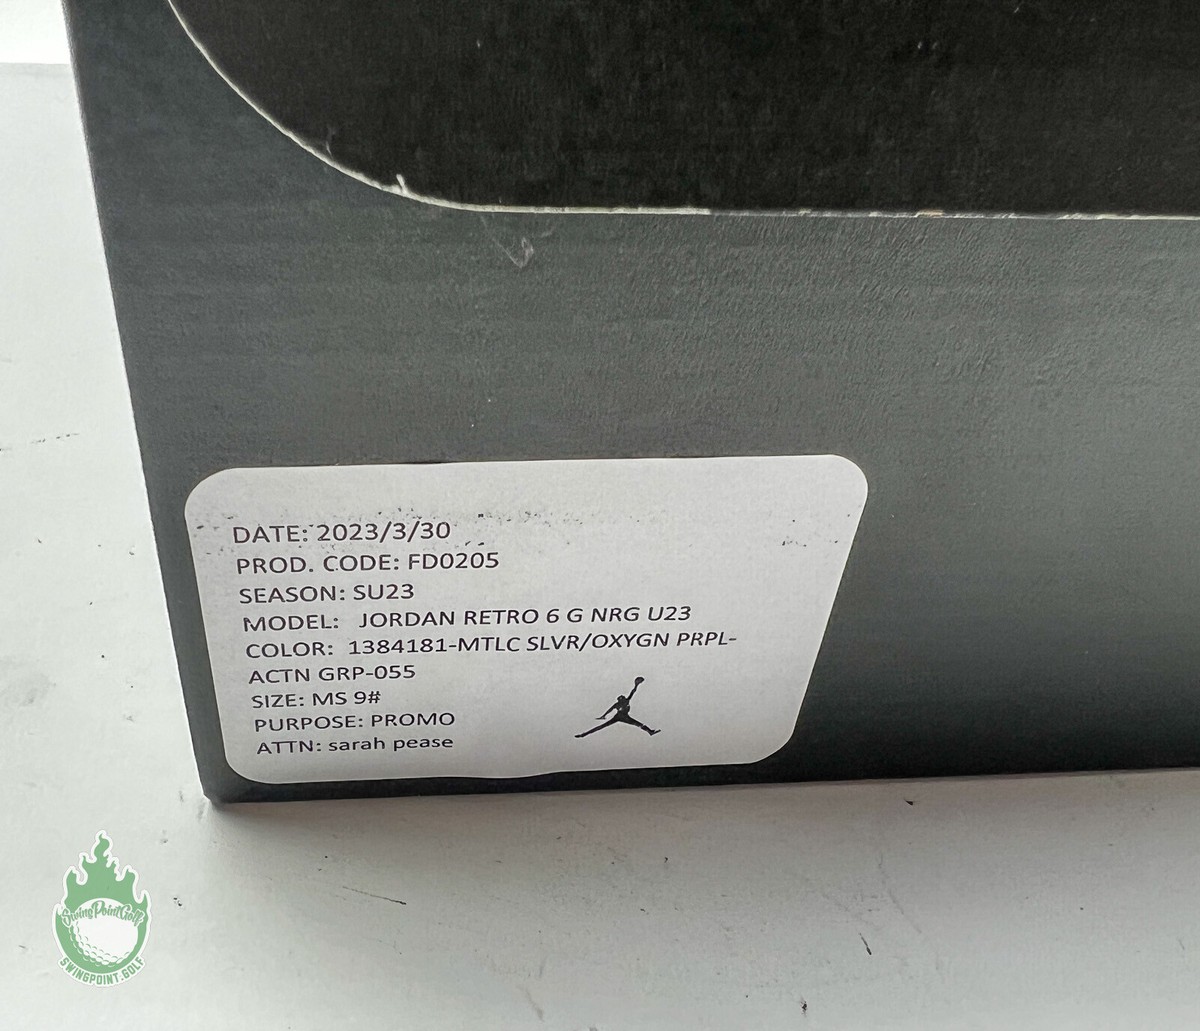 DATE: 2023/3/30
PROD. CODE: FD0205
SEASON: SU23
MODEL: JORDAN RETRO 6 G NRG U23
COLOR: 1384181-MTLC SLVR/OXYGN PRPL-
ACTN GRP-055
SIZE: MS 9#
PURPOSE: PROMO
ATTN: sarah pease
SwingPointGolf
SWINGPOINT.GOLF